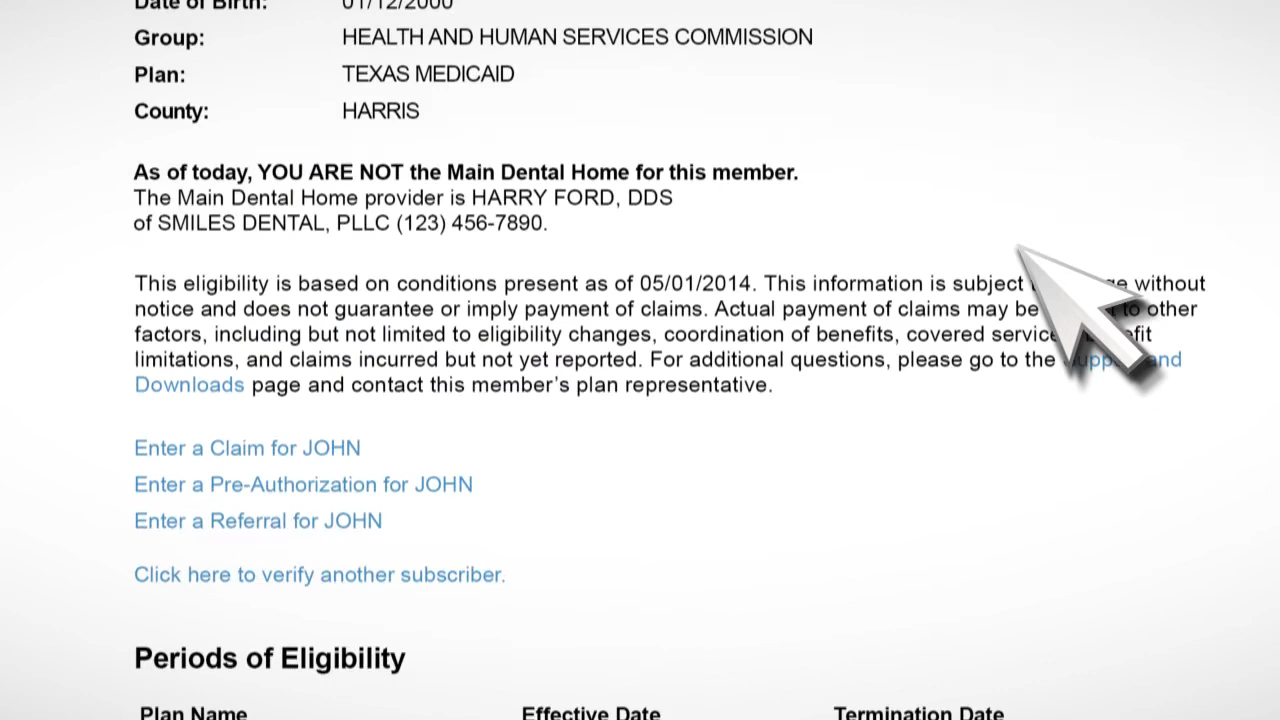 Date of Birth: 01/12/2000
Group: HEALTH AND HUMAN SERVICES COMMISSION
Plan: TEXAS MEDICAID
County: HARRIS
As of today, YOU ARE NOT the Main Dental Home for this member.
The Main Dental Home provider is HARRY FORD, DDS
of SMILES DENTAL, PLLC (123) 456-7890.
This eligibility is based on conditions present as of 05/01/2014. This information is subject without
notice and does not guarantee or imply payment of claims. Actual payment of claims may be to other
factors, including but not limited to eligibility changes, coordination of benefits, covered
limitations, and claims incurred but not yet reported. For additional questions, please go to the and
Downloads page and contact this member's plan representative.
Enter a Claim for JOHN
Enter a Pre-Authorization for JOHN
Enter a Referral for JOHN
Click here to verify another subscriber.
Periods of Eligibility
Plan Name Effective Date Termination Date